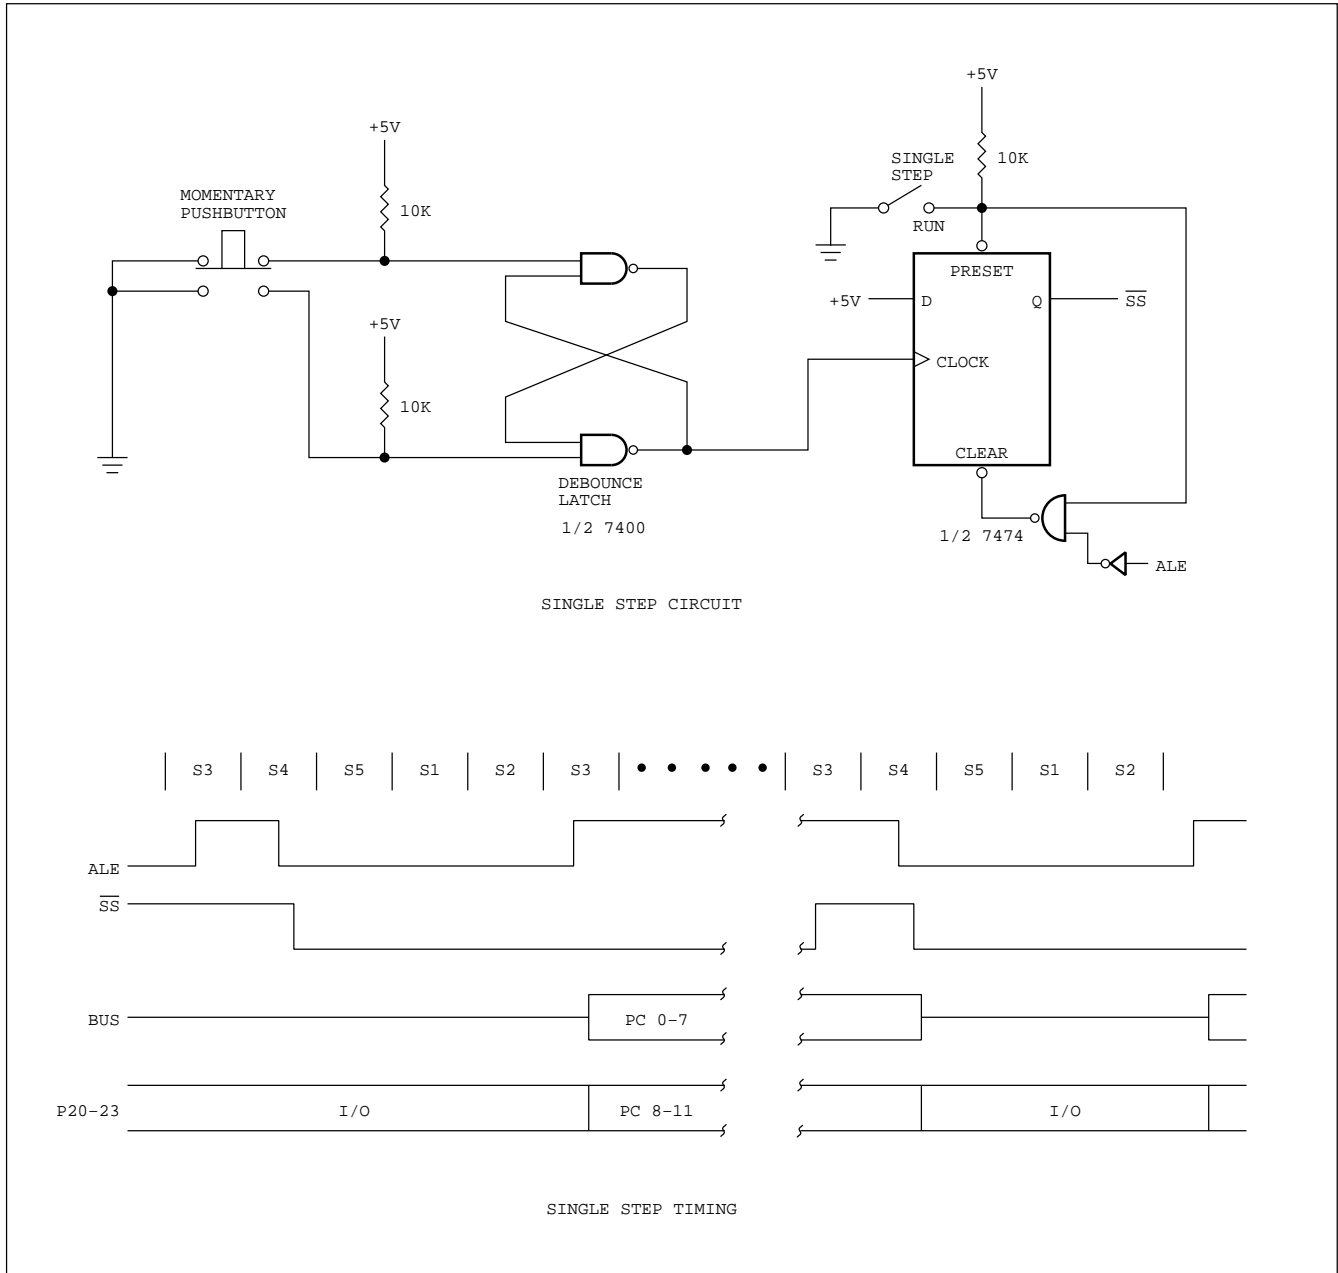 +5V
+5V
SINGLE
STEP
10K
MOMENTARY
PUSHBUTTON
10K
RUN
PRESET
+5V
D
Q
SS
+5V
CLOCK
10K
CLEAR
DEBOUNCE
LATCH
1/2 7400
1/2 7474
ALE
SINGLE STEP CIRCUIT
S3 S4 S5 S1 S2 S3 S3 S4 S5 S1 S2
ALE
SS
BUS
PC 0-7
P20-23
I/O
PC 8-11
I/O
SINGLE STEP TIMING